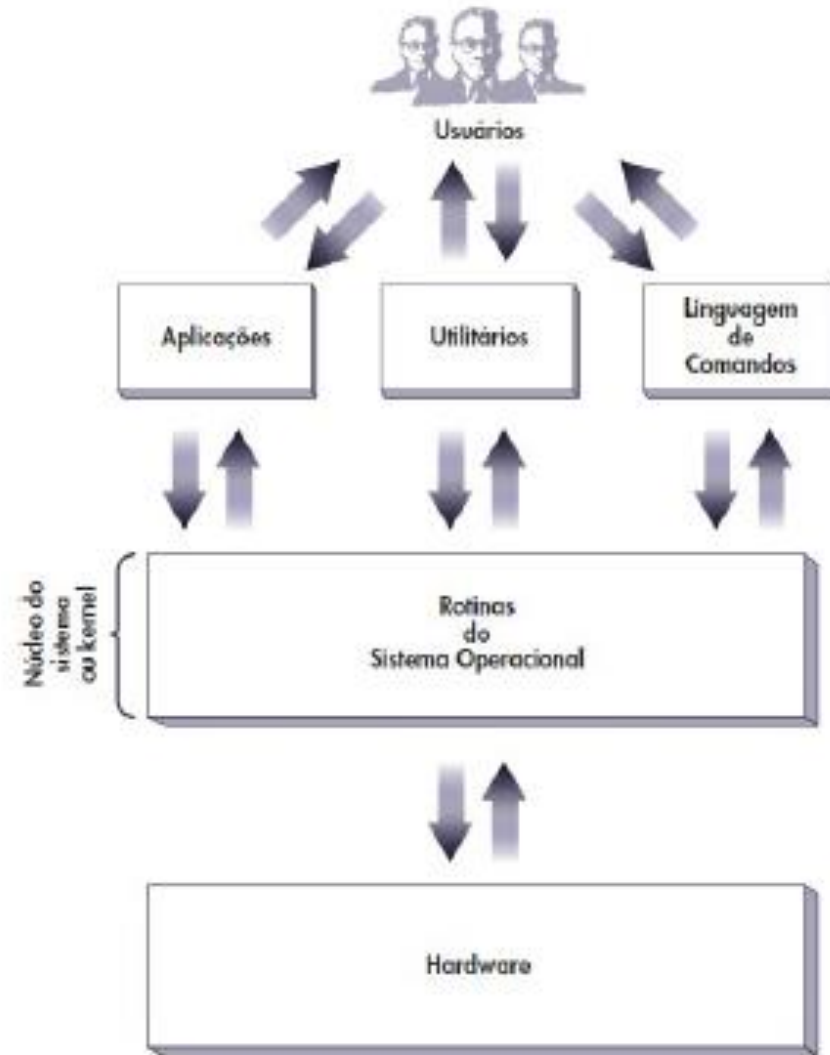 Usuários
Aplicações
Utilitários
Linguagem
de
Comandos
Núcleo do
sistema
ou kernel
Rotinas
do
Sistema Operacional
Hardware